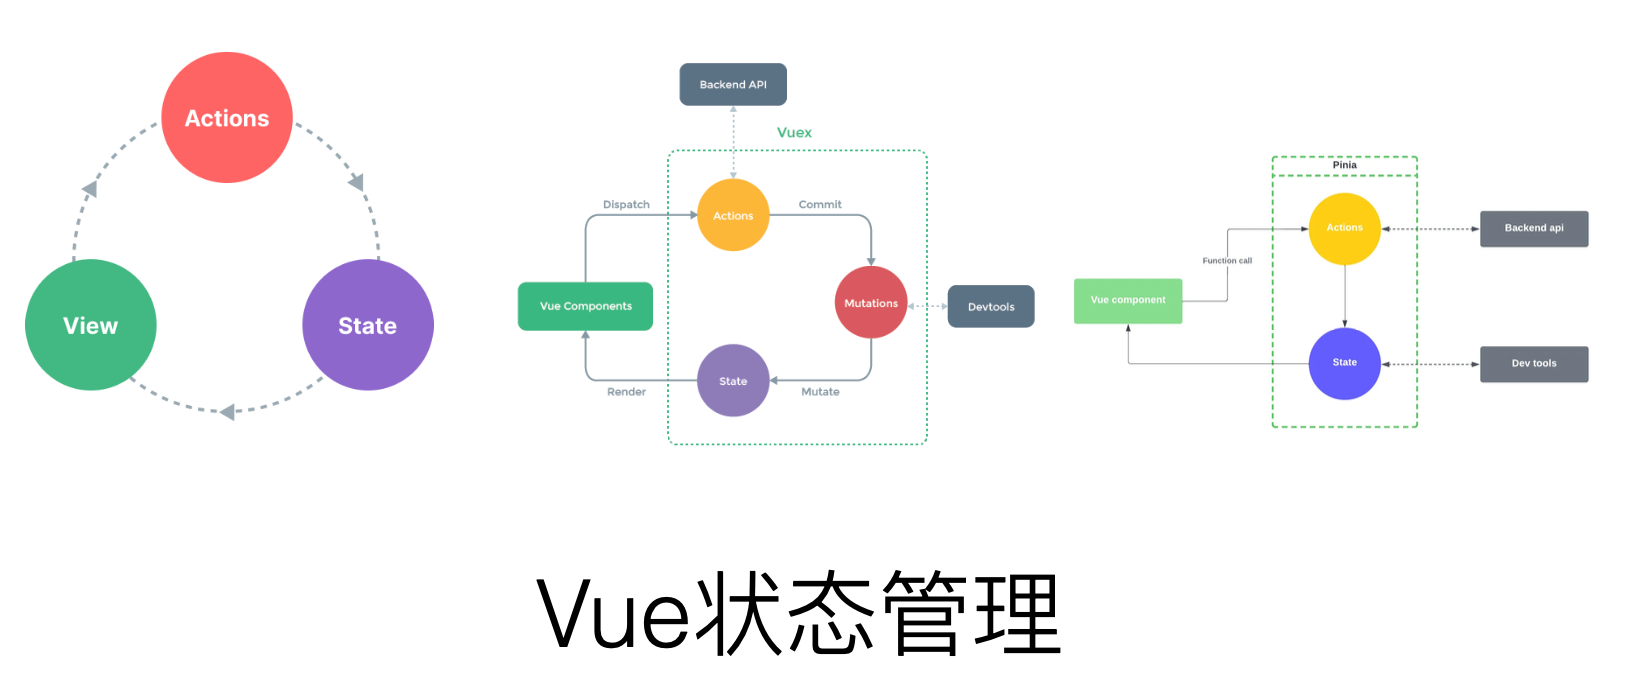 Actions
View
State
Backend API
Vuex
Dispatch
Actions
Commit
Vue Components
Mutations
Devtools
State
Render
Mutate
Pinia
Actions
Backend api
Function call
Vue component
State
Dev tools
Vue状态管理